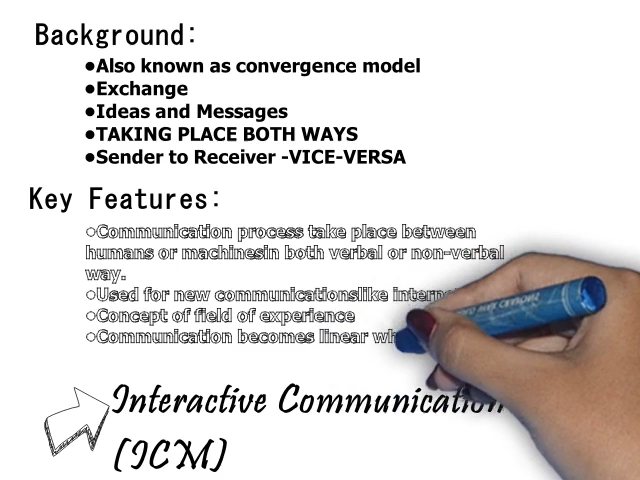 Background:
●Also known as convergence model
●Exchange
●Ideas and Messages
●TAKING PLACE BOTH WAYS
●Sender to Receiver -VICE-VERSA
Key Features:
○Communication process take place between
humans or machinesin both verbal or non-verbal
way.
○Used for new communicationslike
○Concept of field of experience
○Communication becomes linear
Interactive Communication
(ICM)